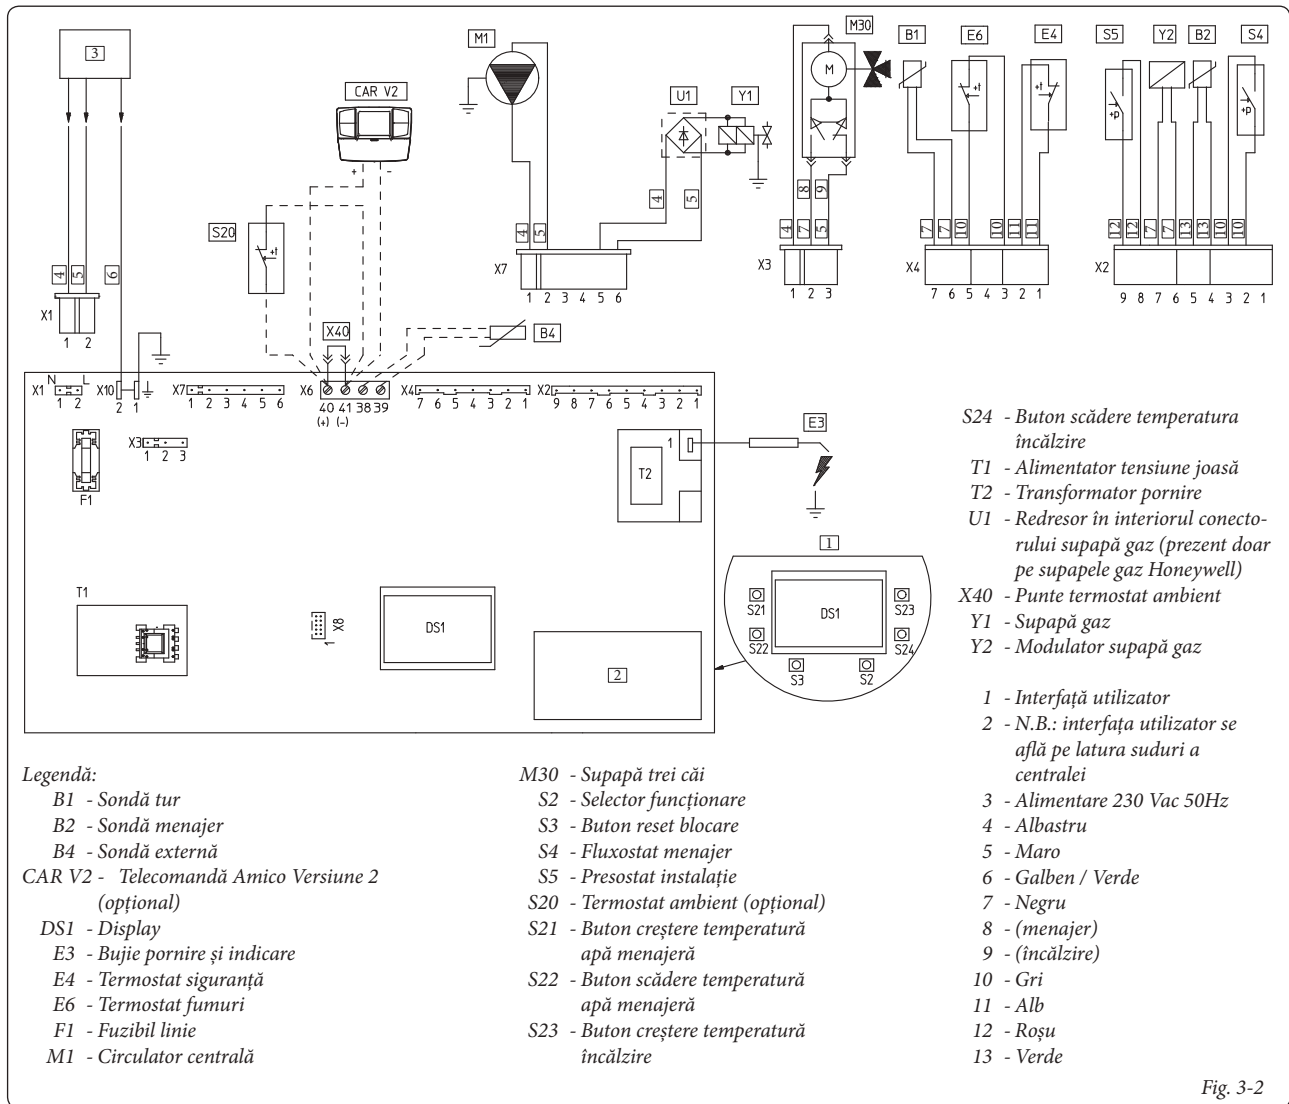 3
M1
M30
B1
E6
E4
S5
Y2
B2
S4
CAR V2
U1
Y1
M
+t
+t
+p
+p
+ -
S20
+t
4 5 6
4 5
4 5
8 9
4 7 5
7 7 10 10 11 11
12 12 7 7 13 13 10 10
X1
1 2
X7
1 2 3 4 5 6
X3
1 2 3
X4
7 6 5 4 3 2 1
X2
9 8 7 6 5 4 3 2 1
X40
B4
X1 N L
1 2
X10
2 1
X7
1 2 3 4 5 6
X6
40 41 38 39
(+) (-)
X4
7 6 5 4 3 2 1
X2
9 8 7 6 5 4 3 2 1
X3
1 2 3
F1
T2
1
E3
T1
X8
1
DS1
2
1
S21
S22
S3
DS1
S23
S24
S2
Legendă:
B1 - Sondă tur
B2 - Sondă menajer
B4 - Sondă externă
CAR V2 - Telecomandă Amico Versiune 2
(opțional)
DS1 - Display
E3 - Bujie pornire și indicare
E4 - Termostat siguranță
E6 - Termostat fumuri
F1 - Fuzibil linie
M1 - Circulator centrală
M30 - Supapă trei căi
S2 - Selector funcționare
S3 - Buton reset blocare
S4 - Fluxostat menajer
S5 - Presostat instalație
S20 - Termostat ambient (opțional)
S21 - Buton creștere temperatură
apă menajeră
S22 - Buton scădere temperatură
apă menajeră
S23 - Buton creștere temperatură
încălzire
S24 - Buton scădere temperatura
încălzire
T1 - Alimentator tensiune joasă
T2 - Transformator pornire
U1 - Redresor în interiorul conecto-
rului supapă gaz (prezent doar
pe supapele gaz Honeywell)
X40 - Punte termostat ambient
Y1 - Supapă gaz
Y2 - Modulator supapă gaz
1 - Interfață utilizator
2 - N.B.: interfața utilizator se
află pe latura suduri a
centralei
3 - Alimentare 230 Vac 50Hz
4 - Albastru
5 - Maro
6 - Galben / Verde
7 - Negru
8 - (menajer)
9 - (încălzire)
10 - Gri
11 - Alb
12 - Roșu
13 - Verde
Fig. 3-2